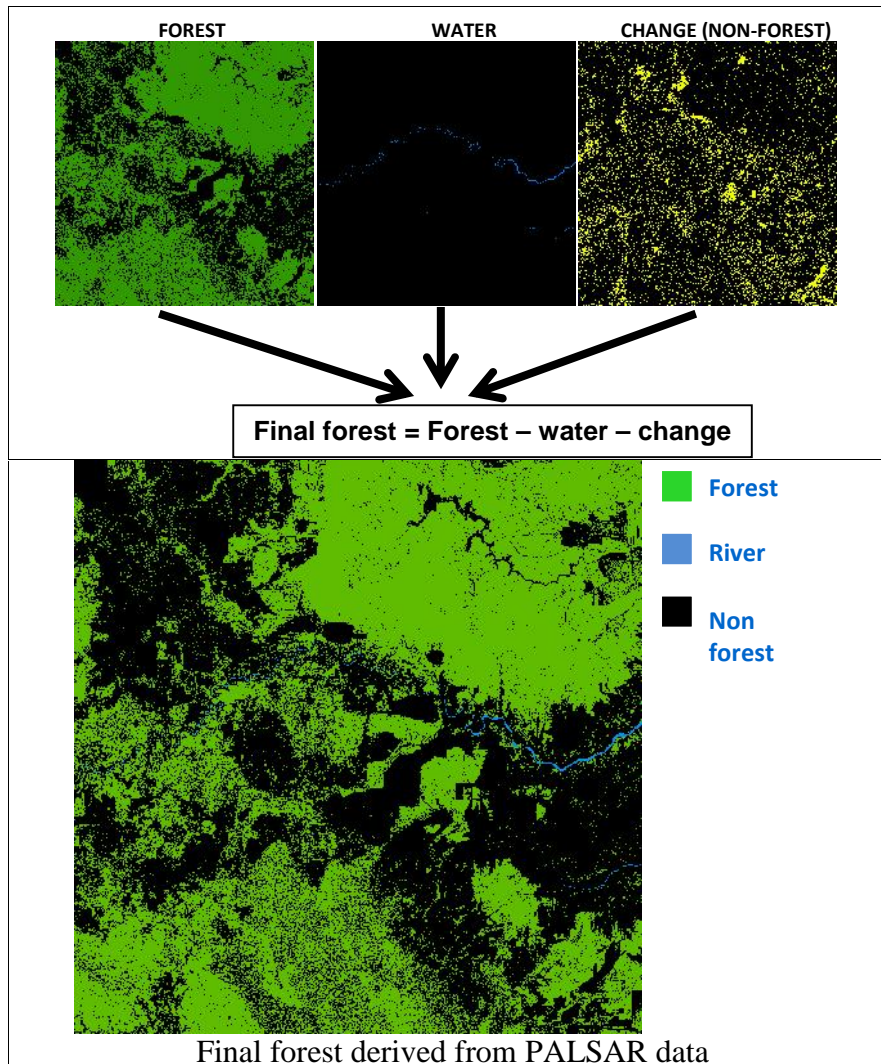 FOREST
WATER
CHANGE (NON-FOREST)
Final forest = Forest – water – change
Forest
River
Non
forest
Final forest derived from PALSAR data